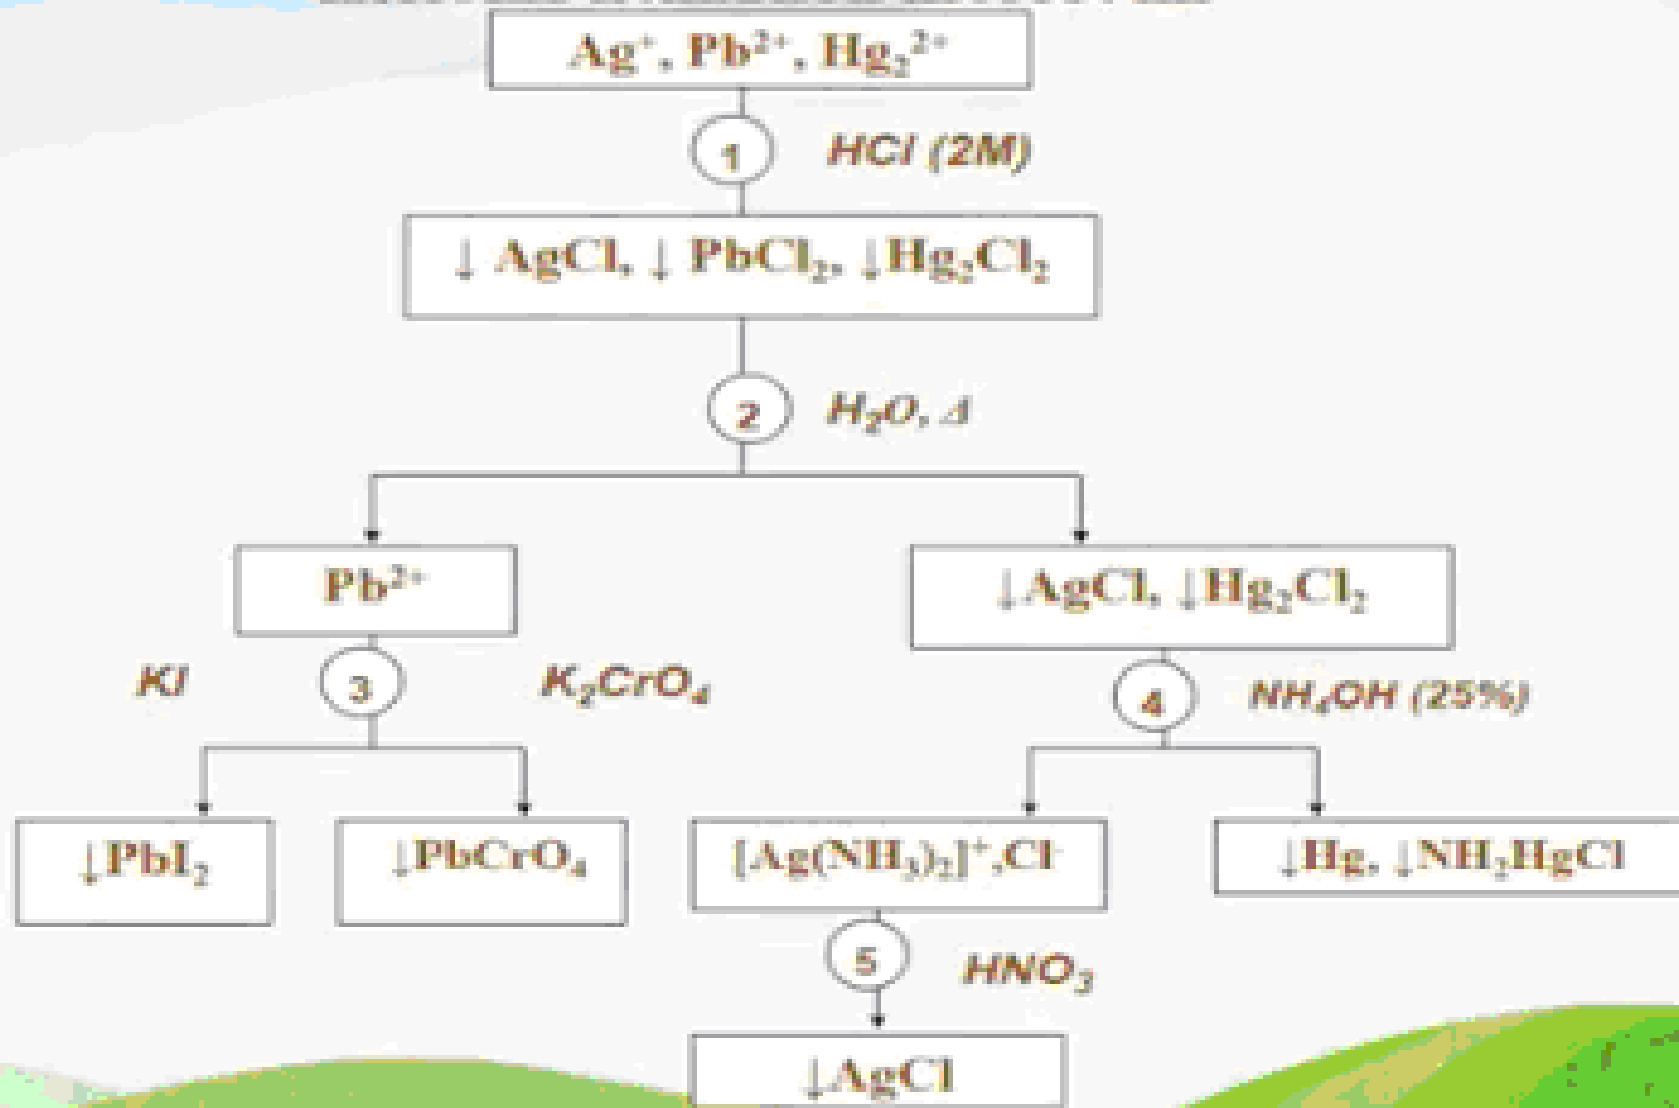 Ag⁺, Pb²⁺, Hg₂²⁺
1 HCl (2M)
↓ AgCl, ↓ PbCl₂, ↓Hg₂Cl₂
2 H₂O, Δ
Pb²⁺
↓AgCl, ↓Hg₂Cl₂
KI 3 K₂CrO₄
4 NH₄OH (25%)
↓PbI₂
↓PbCrO₄
[Ag(NH₃)₂]⁺,Cl⁻
↓Hg, ↓NH₂HgCl
5 HNO₃
↓AgCl